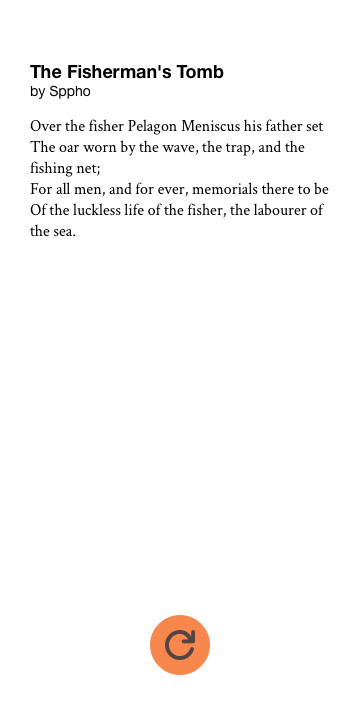 The Fisherman's Tomb
by Sppho
Over the fisher Pelagon Meniscus his father set
The oar worn by the wave, the trap, and the
fishing net;
For all men, and for ever, memorials there to be
Of the luckless life of the fisher, the labourer of
the sea.